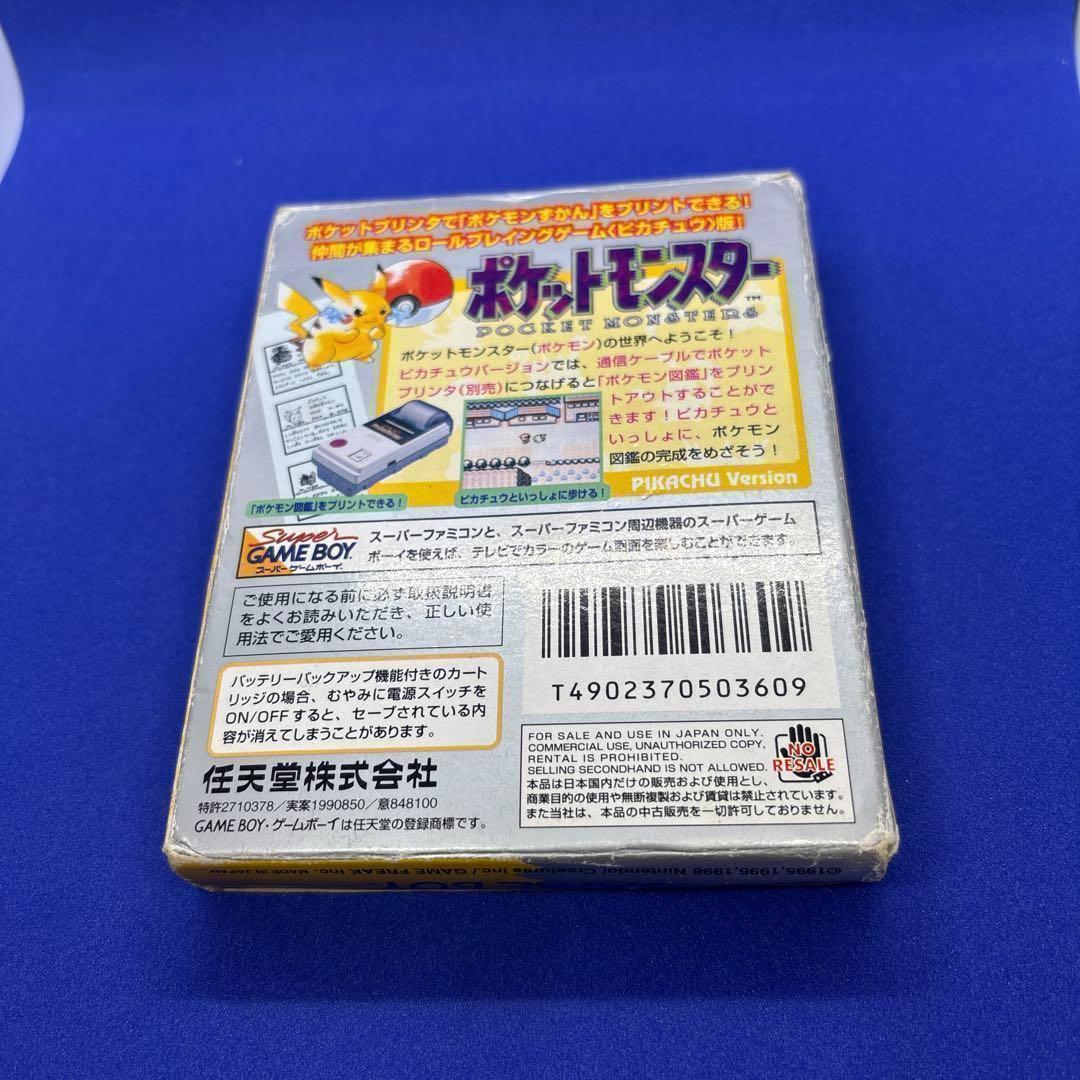 ポケットプリンタで「ポケモンずかん」をプリントできる!
仲間が集まるロールプレイングゲーム〈ピカチュウ〉版!
ポケットモンスター™
POCKET MONSTERS
ポケットモンスター(ポケモン)の世界へようこそ!
ピカチュウバージョンでは、通信ケーブルでポケット
プリンタ(別売)につなげると「ポケモン図鑑」をプリン
トアウトすることがで
きます!ピカチュウと
いっしょに、ポケモン
図鑑の完成をめざそう!
PIKACHU Version
「ポケモン図鑑」をプリントできる!
ピカチュウといっしょに歩ける!
Super
GAME BOY
スーパーゲームボーイ
スーパーファミコンと、スーパーファミコン周辺機器のスーパーゲーム
ボーイを使えば、テレビでカラーのゲーム画面を楽しむことができます。
ご使用になる前に必ず取扱説明書
をよくお読みいただき、正しい使
用法でご愛用ください。
バッテリーバックアップ機能付きのカート
リッジの場合、むやみに電源スイッチを
ON/OFFすると、セーブされている内
容が消えてしまうことがあります。
T4902370503609
任天堂株式会社
特許2710378/実案1990850/意848100
GAME BOY・ゲームボーイは任天堂の登録商標です。
FOR SALE AND USE IN JAPAN ONLY.
COMMERCIAL USE, UNAUTHORIZED COPY,
RENTAL IS PROHIBITED.
SELLING SECONDHAND IS NOT ALLOWED.
NO
RESALE
本品は日本国内だけの販売および使用とし、
商業目的の使用や無断複製および賃貸は禁止されています。
また当社は、本品の中古販売を一切許可しておりません。
©1995,1996,1998 Nintendo/Creatures inc./GAME FREAK inc. MADE IN JAPAN